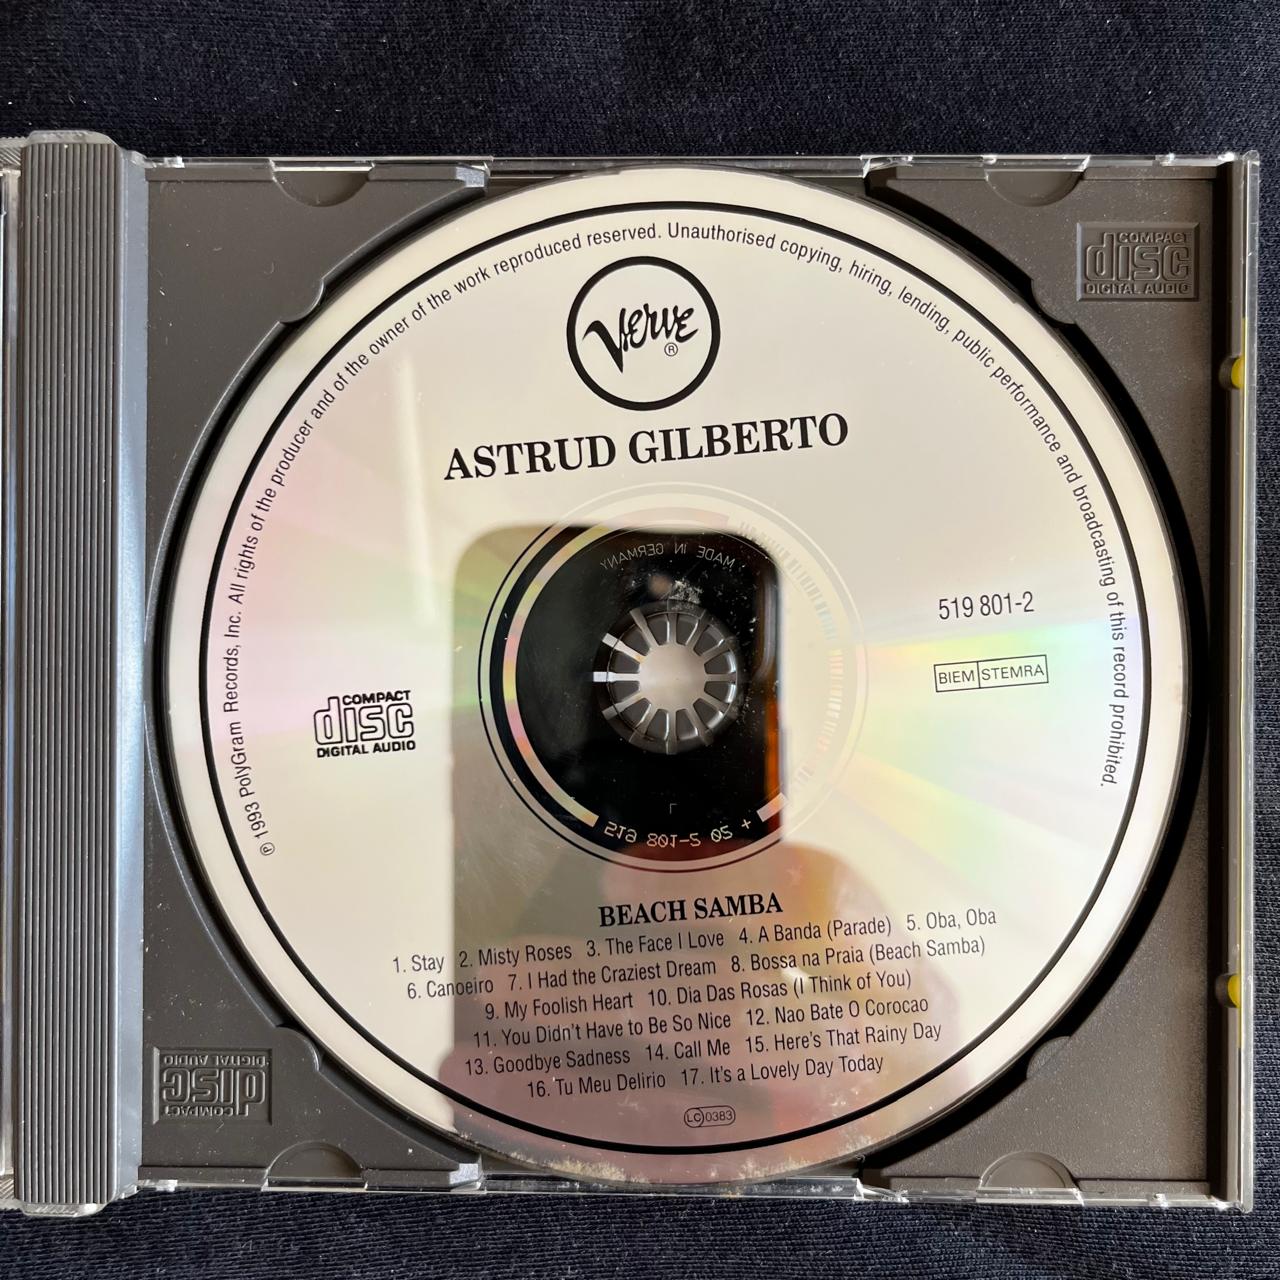 ℗ 1993 PolyGram Records, Inc. All rights of the producer and of the owner of the work reproduced reserved. Unauthorised copying, hiring, lending, public performance and broadcasting of this record prohibited.
Verve
®
ASTRUD GILBERTO
COMPACT
disc
DIGITAL AUDIO
MADE IN GERMANY
519 801-2
BIEM STEMRA
COMPACT
disc
DIGITAL AUDIO
519 801-2 02 +
BEACH SAMBA
1. Stay 2. Misty Roses 3. The Face I Love 4. A Banda (Parade) 5. Oba, Oba
6. Canoeiro 7. I Had the Craziest Dream 8. Bossa na Praia (Beach Samba)
9. My Foolish Heart 10. Dia Das Rosas (I Think of You)
11. You Didn't Have to Be So Nice 12. Nao Bate O Corocao
13. Goodbye Sadness 14. Call Me 15. Here's That Rainy Day
16. Tu Meu Delirio 17. It's a Lovely Day Today
LC 0383
COMPACT
disc
DIGITAL AUDIO